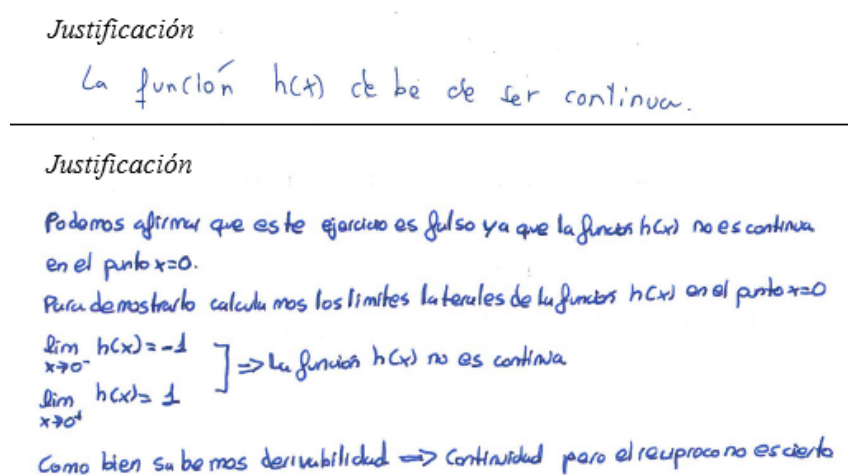 Justificación
La función h(x) debe de ser continua.
Justificación
Podemos afirmar que este ejercicio es falso ya que la función h(x) no es continua
en el punto x=0.
Para demostrarlo calculamos los límites laterales de la función h(x) en el punto x=0
lim h(x) = -1
x→0⁻
] => la función h(x) no es continua
lim h(x) = 1
x→0⁺
Como bien sabemos derivabilidad => continuidad pero el recíproco no es cierto